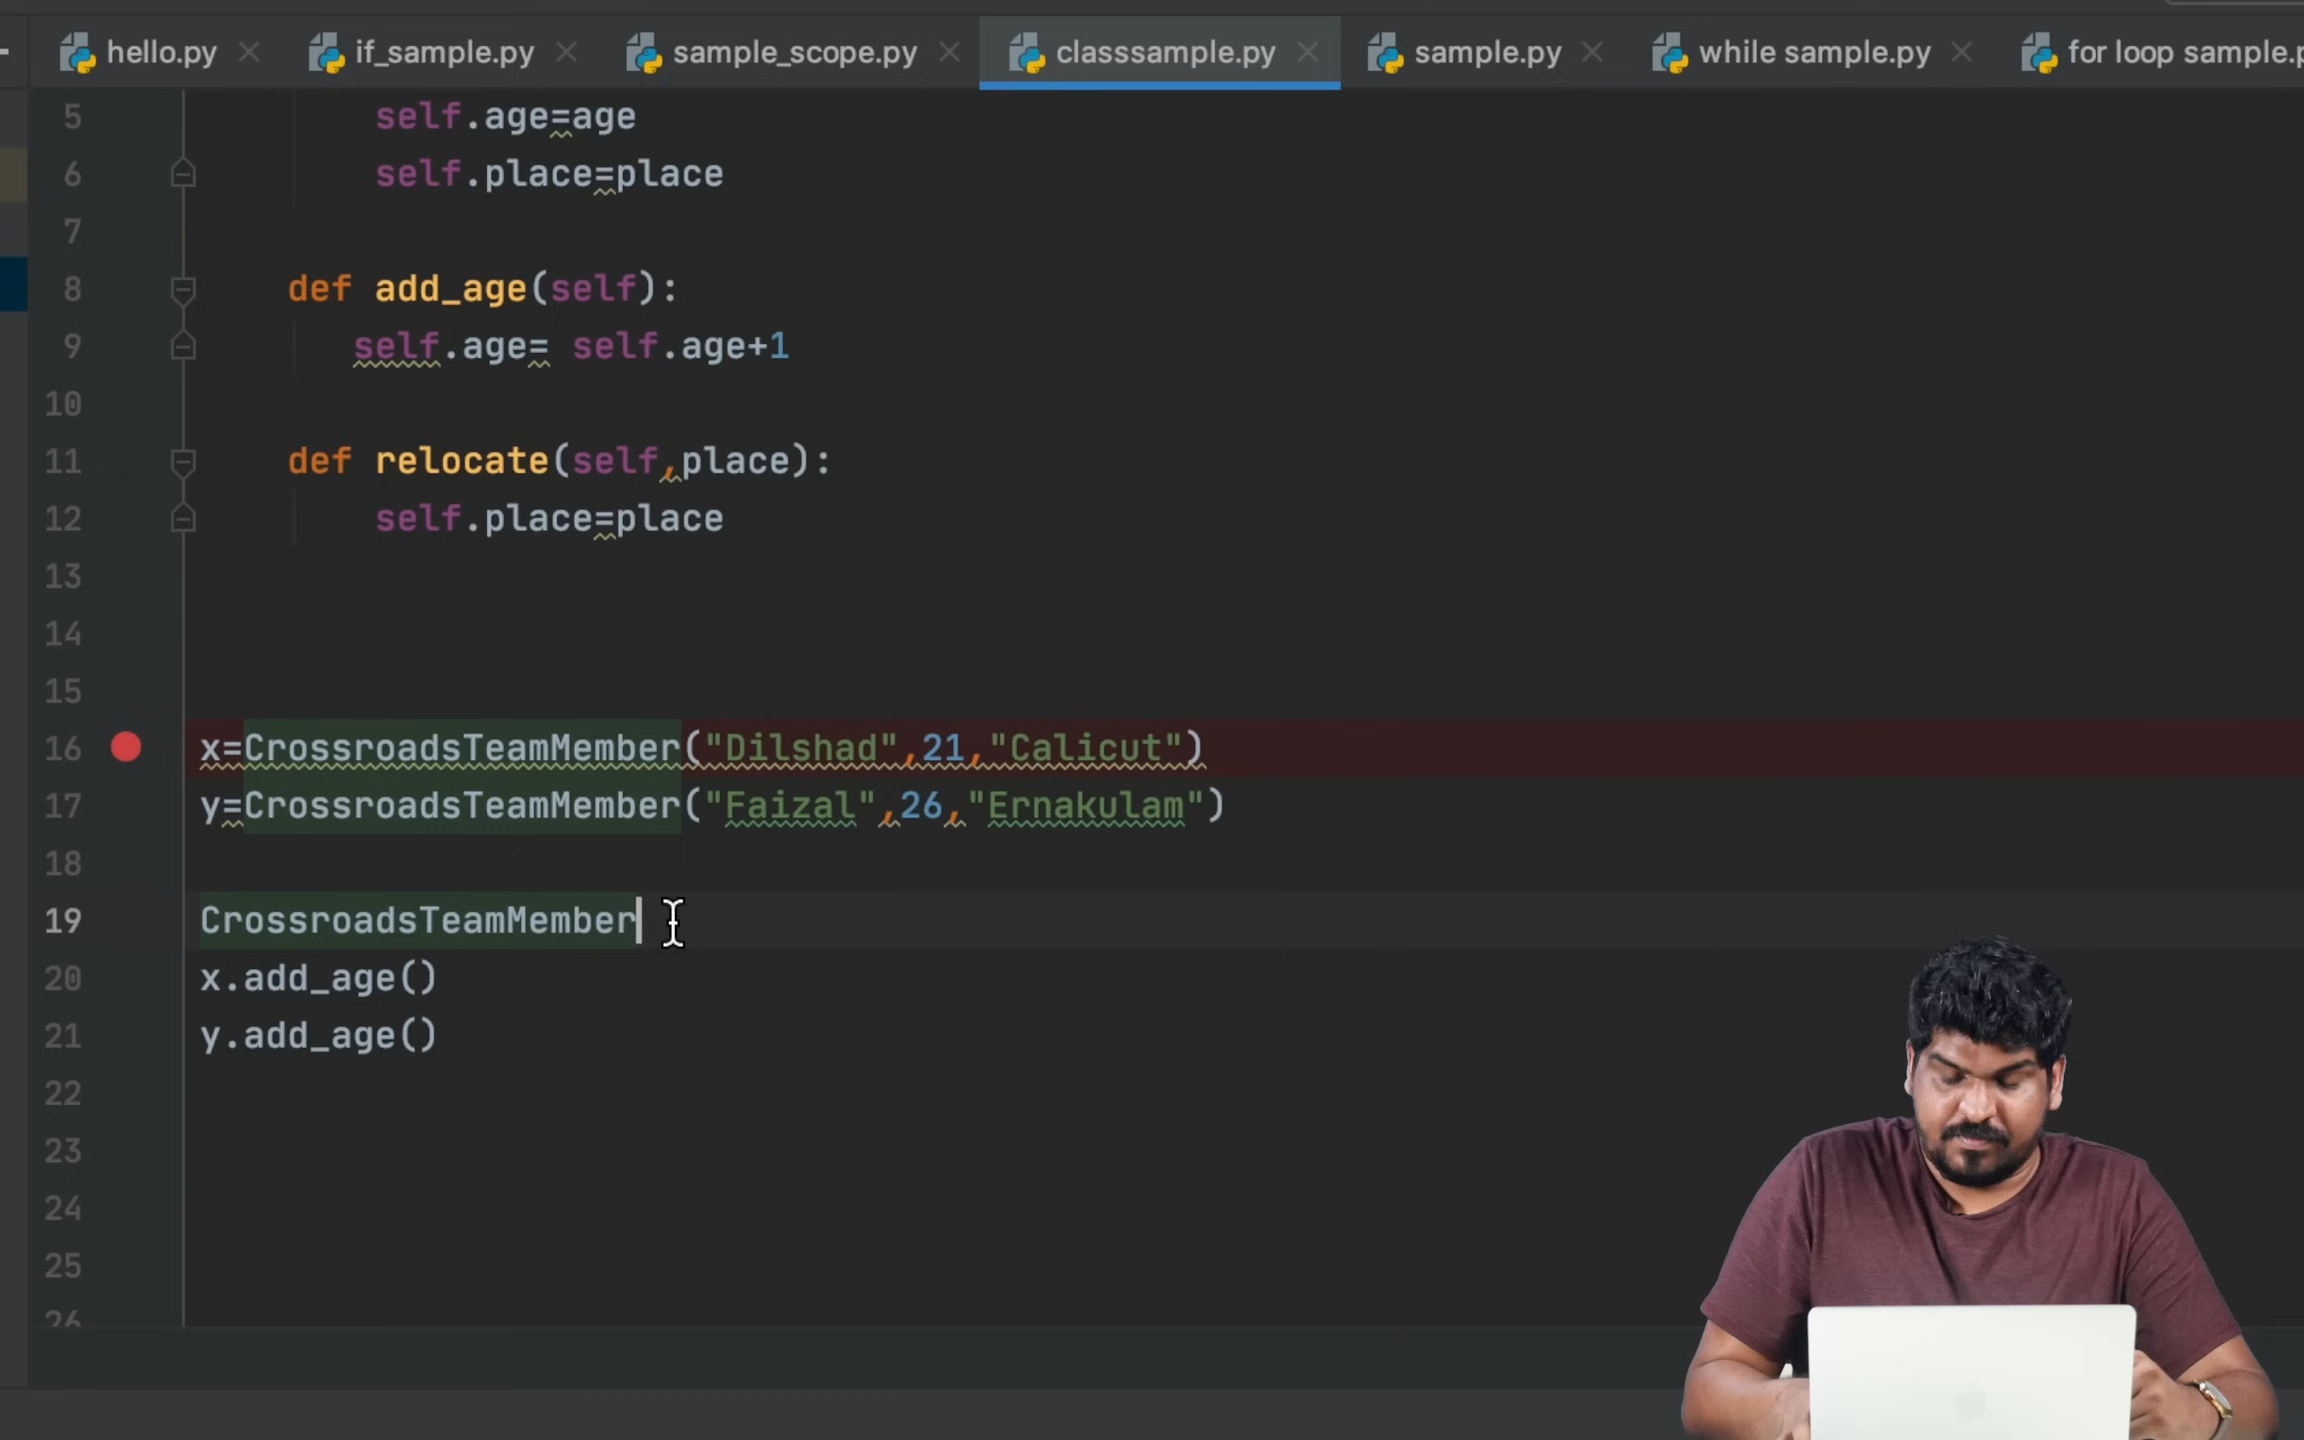 hello.py if_sample.py sample_scope.py classsample.py sample.py while sample.py for loop sample.p
5 self.age=age
6 self.place=place
7
8 def add_age(self):
9 self.age= self.age+1
10
11 def relocate(self,place):
12 self.place=place
13
14
15
16 x=CrossroadsTeamMember("Dilshad",21,"Calicut")
17 y=CrossroadsTeamMember("Faizal",26,"Ernakulam")
18
19 CrossroadsTeamMember
20 x.add_age()
21 y.add_age()
22
23
24
25
26